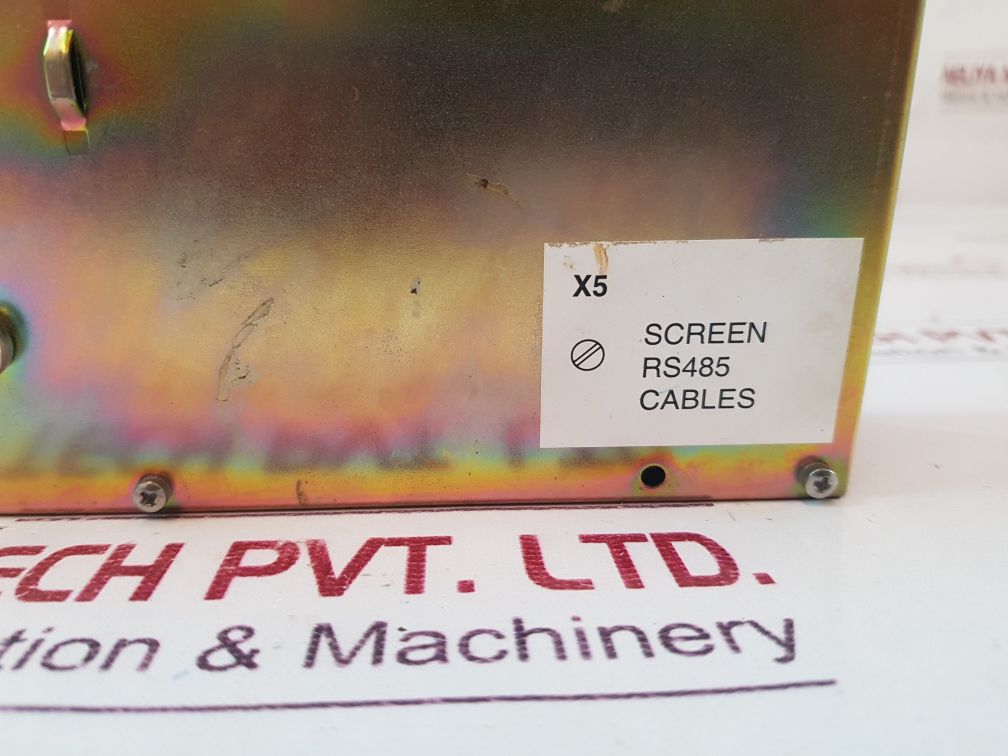 X5
SCREEN
RS485
CABLES
ECH PVT. LTD.
tion & Machinery